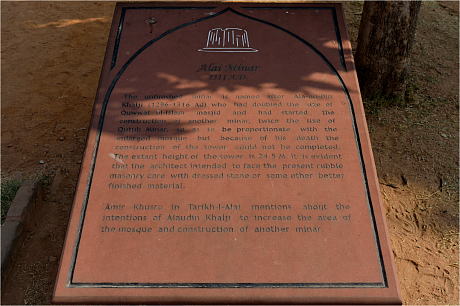 Alai Minar
1311 A.D.
The unfinished minar is named after Ala-ud-Din
Khalji (1296-1316 Ad) who had doubled the size of
Quwwat-ul-Islam masjid and had started the
construction of another minar, twice the size of
Qutub Minar, so as to be proportionate with the
enlarged mosque but because of his death the
construction of the tower could not be completed.
The extant height of the tower is 24.5 M. It is evident
that the architect intended to face the present rubble
masonry core with dressed stone or some other better
finished material.
Amir Khusro in Tarikh-I-Alai, mentions about the
intentions of Alaudin Khalji to increase the area of
the mosque and construction of another minar.